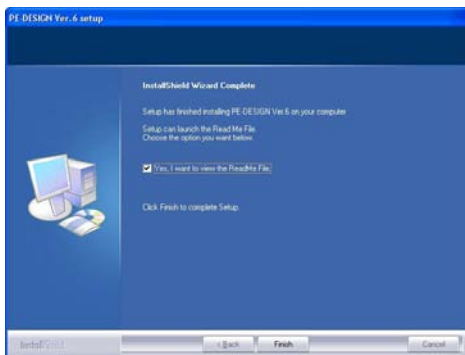 PE-DESIGN Ver.6 setup
InstallShield Wizard Complete
Setup has finished installing PE-DESIGN Ver.6 on your computer
Setup can launch the Read Me File.
Choose the option you want below.
Yes, I want to view the ReadMe File.
Click Finish to complete Setup.
InstallShield
< Back
Finish
Cancel